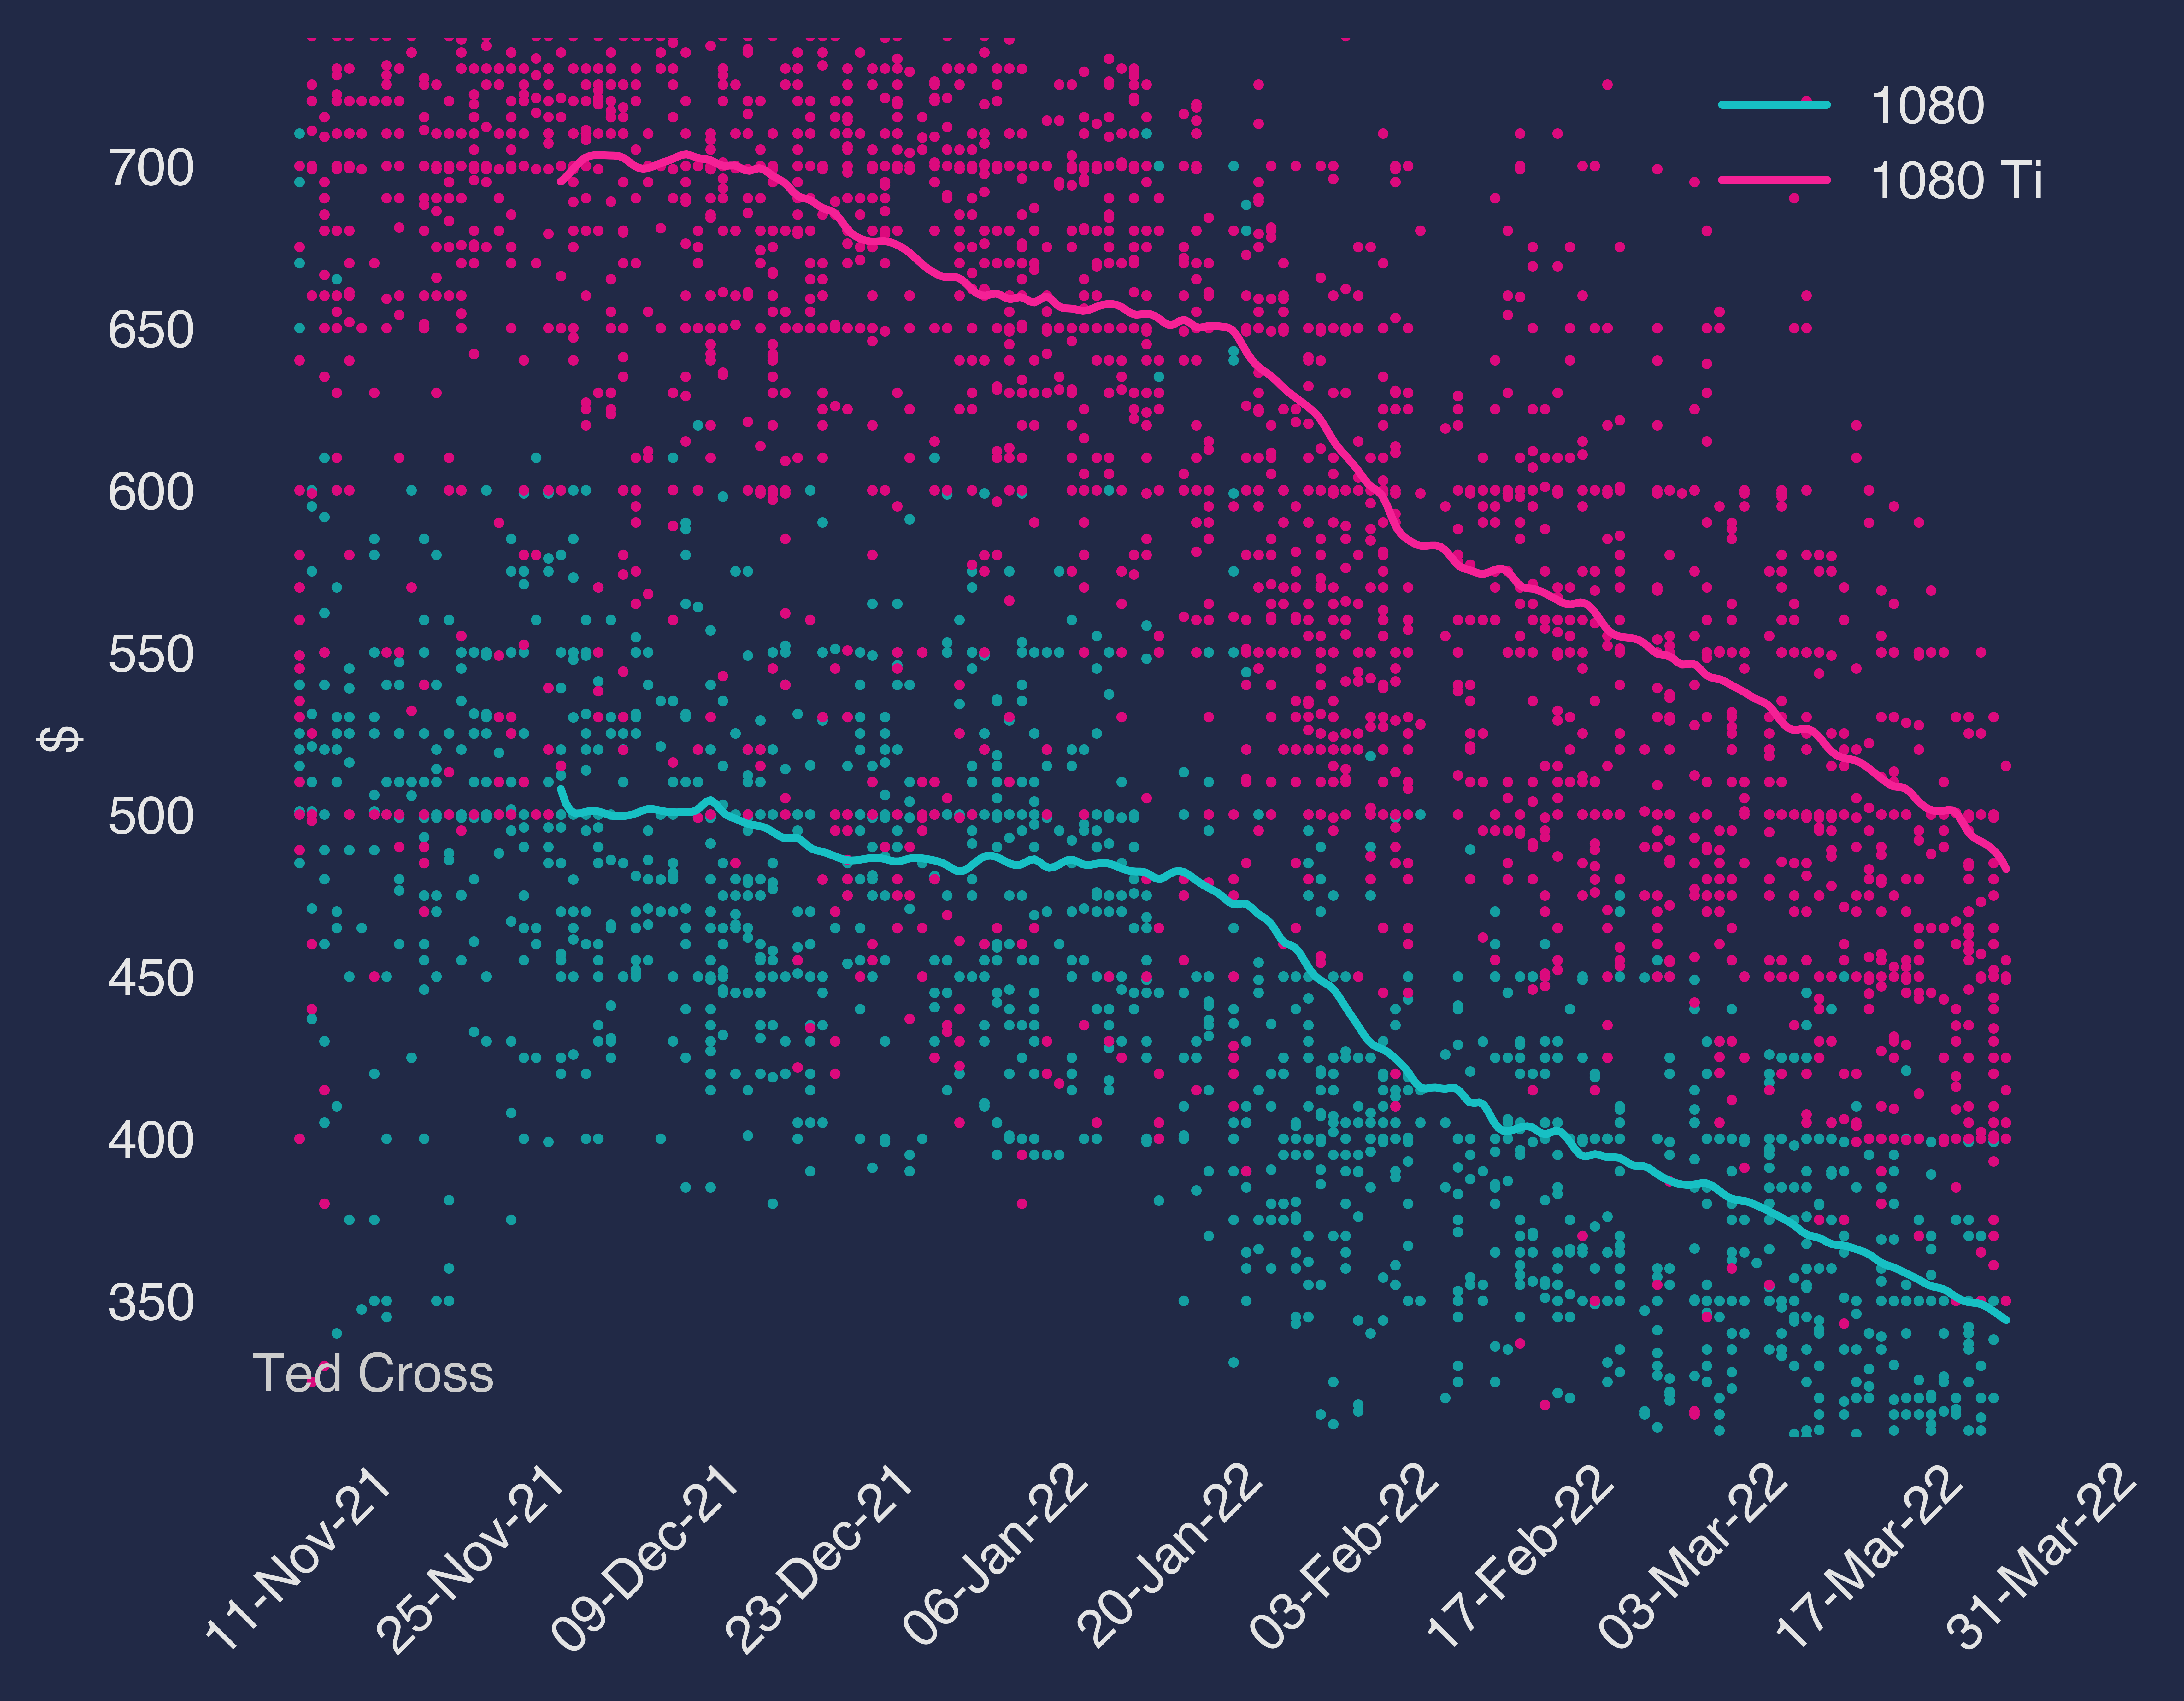 1080
1080 Ti
700
650
600
550
500
450
400
350
$
Ted Cross
11-Nov-21
25-Nov-21
09-Dec-21
23-Dec-21
06-Jan-22
20-Jan-22
03-Feb-22
17-Feb-22
03-Mar-22
17-Mar-22
31-Mar-22